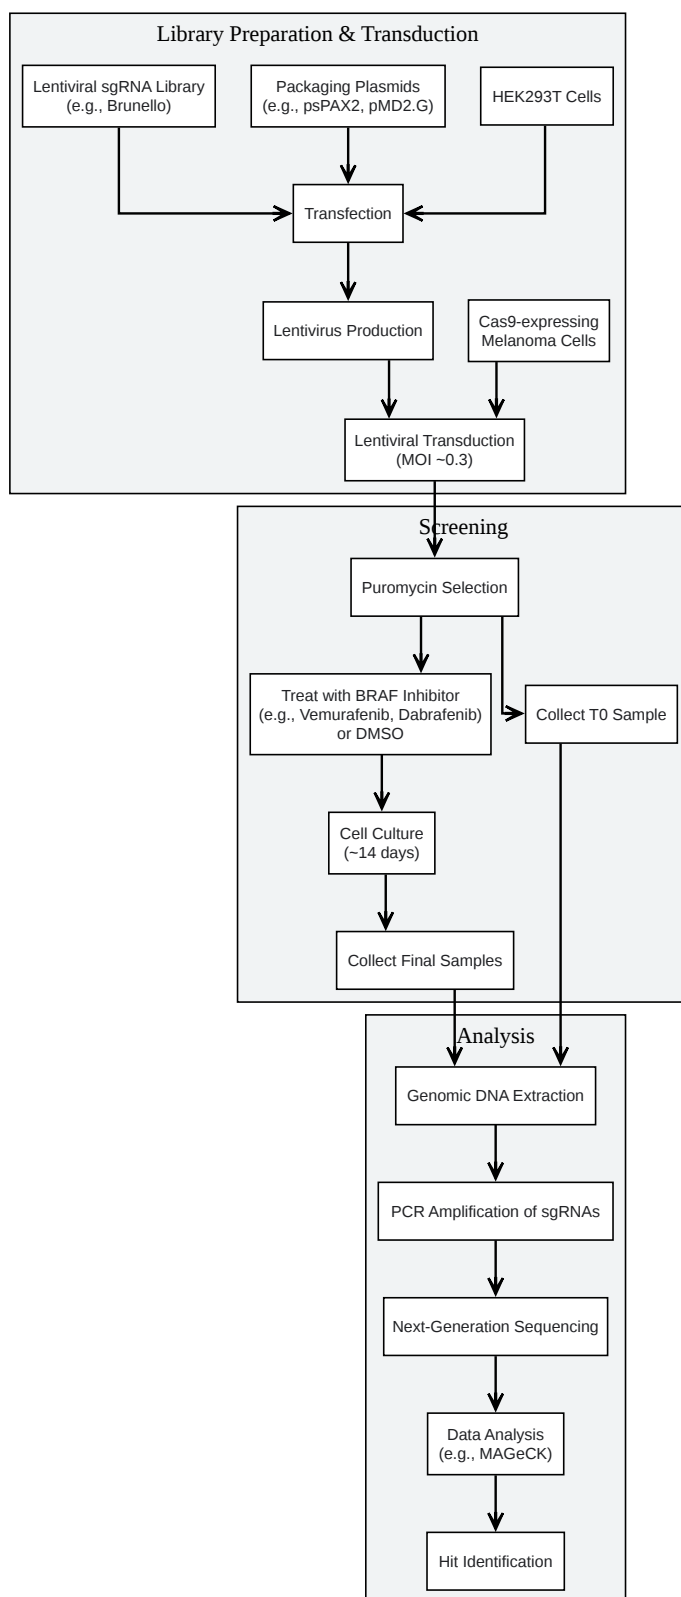 Library Preparation & Transduction
Lentiviral sgRNA Library
(e.g., Brunello)
Packaging Plasmids
(e.g., psPAX2, pMD2.G)
HEK293T Cells
Transfection
Lentivirus Production
Cas9-expressing
Melanoma Cells
Lentiviral Transduction
(MOI ~0.3)
Screening
Puromycin Selection
Treat with BRAF Inhibitor
(e.g., Vemurafenib, Dabrafenib)
or DMSO
Collect T0 Sample
Cell Culture
(~14 days)
Collect Final Samples
Analysis
Genomic DNA Extraction
PCR Amplification of sgRNAs
Next-Generation Sequencing
Data Analysis
(e.g., MAGeCK)
Hit Identification